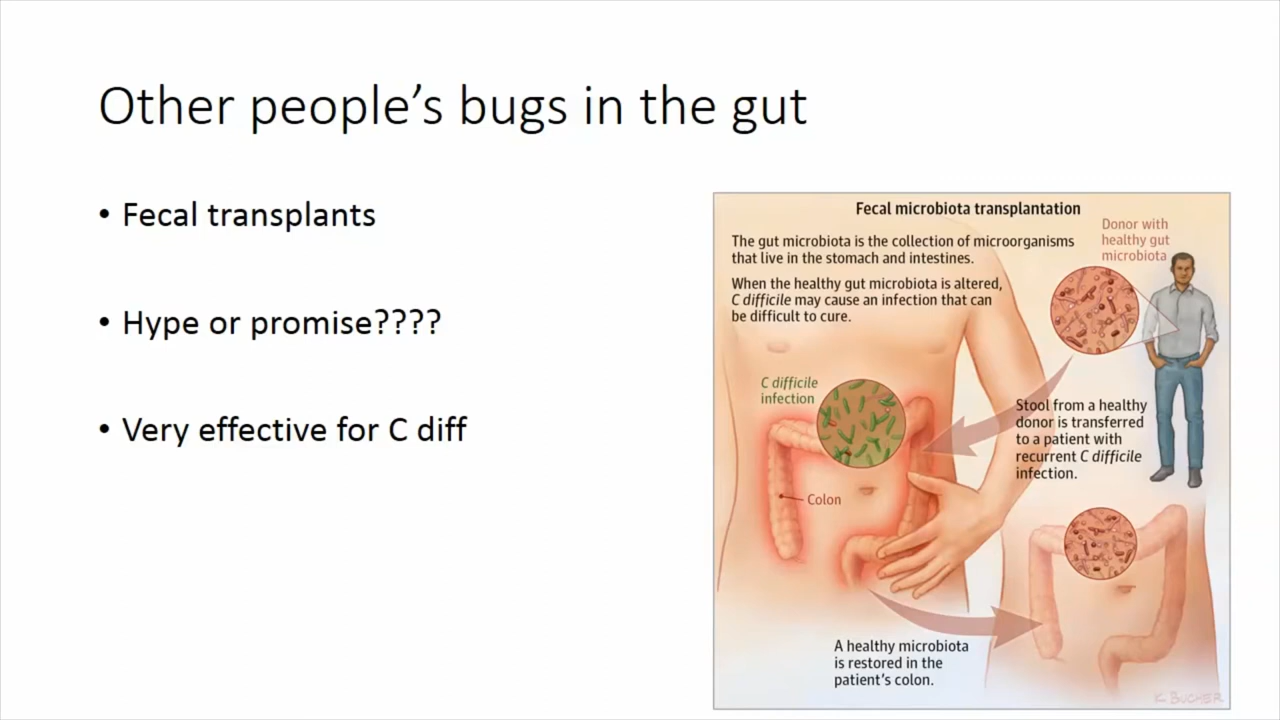 Other people's bugs in the gut
• Fecal transplants
• Hype or promise????
• Very effective for C diff
Fecal microbiota transplantation
The gut microbiota is the collection of microorganisms
that live in the stomach and intestines.
When the healthy gut microbiota is altered,
C difficile may cause an infection that can
be difficult to cure.
Donor with
healthy gut
microbiota
C difficile
infection
Colon
Stool from a healthy
donor is transferred
to a patient with
recurrent C difficile
infection.
A healthy microbiota
is restored in the
patient's colon.
K. BUCHER